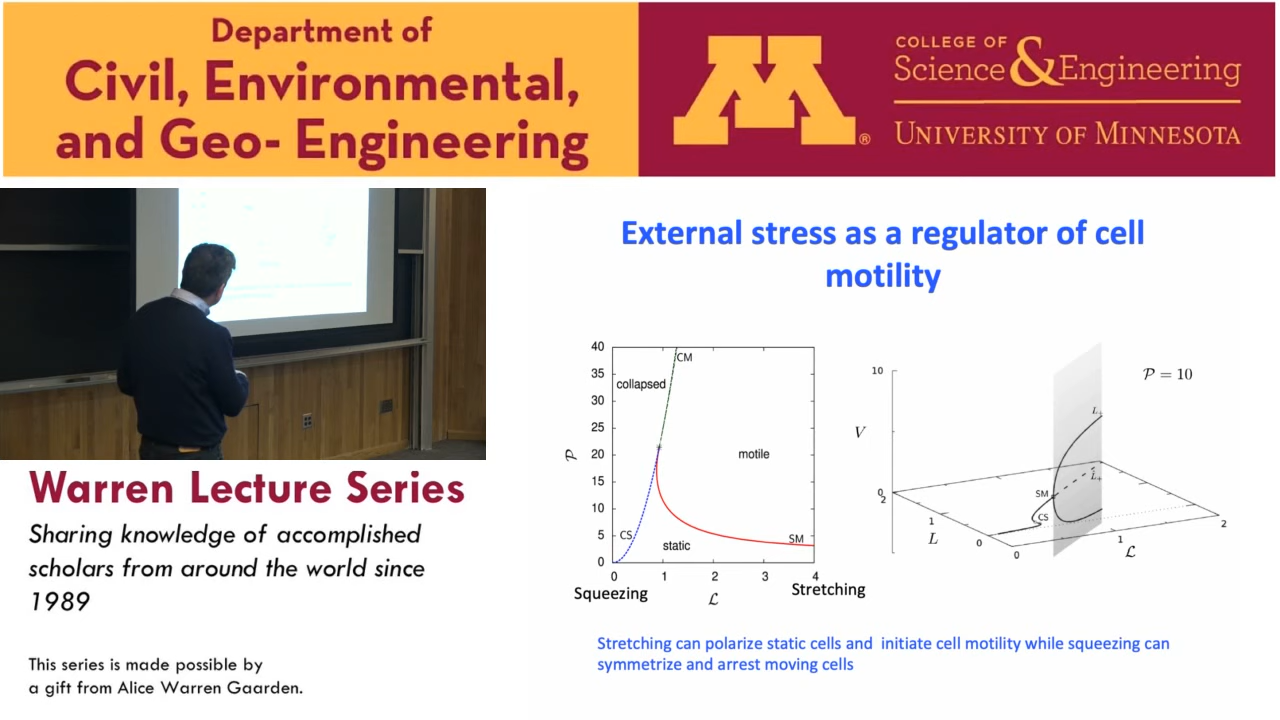 Department of
Civil, Environmental,
and Geo- Engineering
M®
COLLEGE OF
Science & Engineering
UNIVERSITY OF MINNESOTA
External stress as a regulator of cell
motility
40
35
30
25
20
15
10
5
0
P
CM
collapsed
motile
CS
static
SM
0 1 2 3 4
Squeezing
ℒ
Stretching
10
V
0
2
1
L
0
P = 10
L+
L̂+
SM
CS
0
1
ℒ
2
Stretching can polarize static cells and initiate cell motility while squeezing can
symmetrize and arrest moving cells
Warren Lecture Series
Sharing knowledge of accomplished
scholars from around the world since
1989
This series is made possible by
a gift from Alice Warren Gaarden.